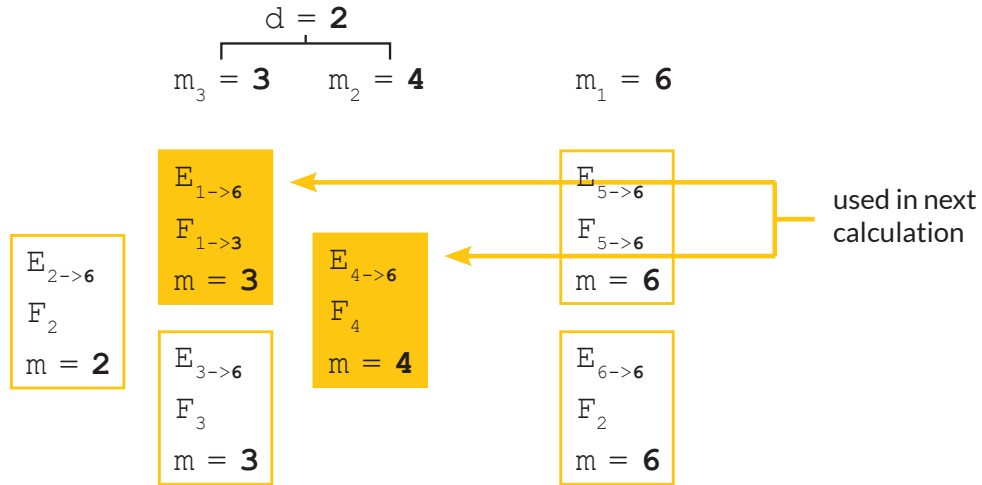 d = 2
m₃ = 3 m₂ = 4 m₁ = 6
E₁->₆
F₁->₃
m = 3
E₅->₆
F₅->₆
m = 6
used in next
calculation
E₂->₆
F₂
m = 2
E₄->₆
F₄
m = 4
E₃->₆
F₃
m = 3
E₆->₆
F₂
m = 6